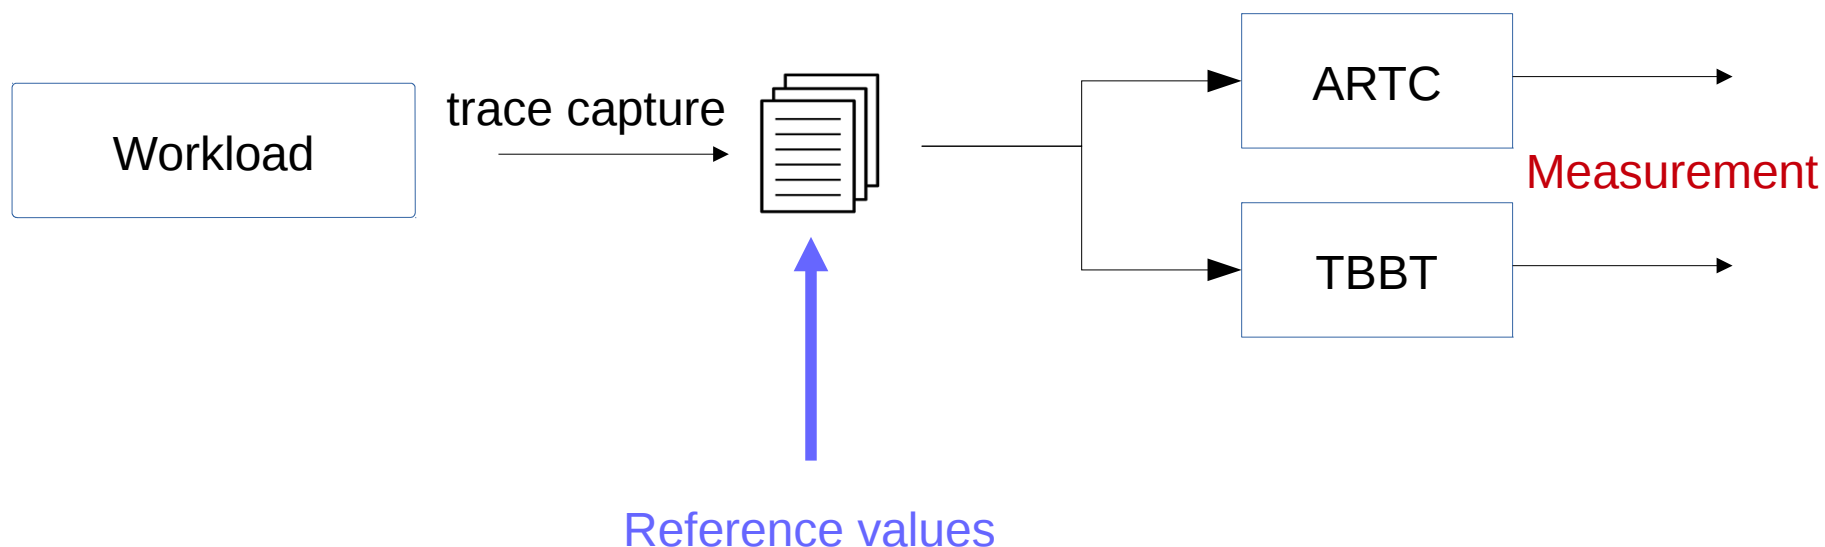 Workload
trace capture
ARTC
Measurement
TBBT
Reference values